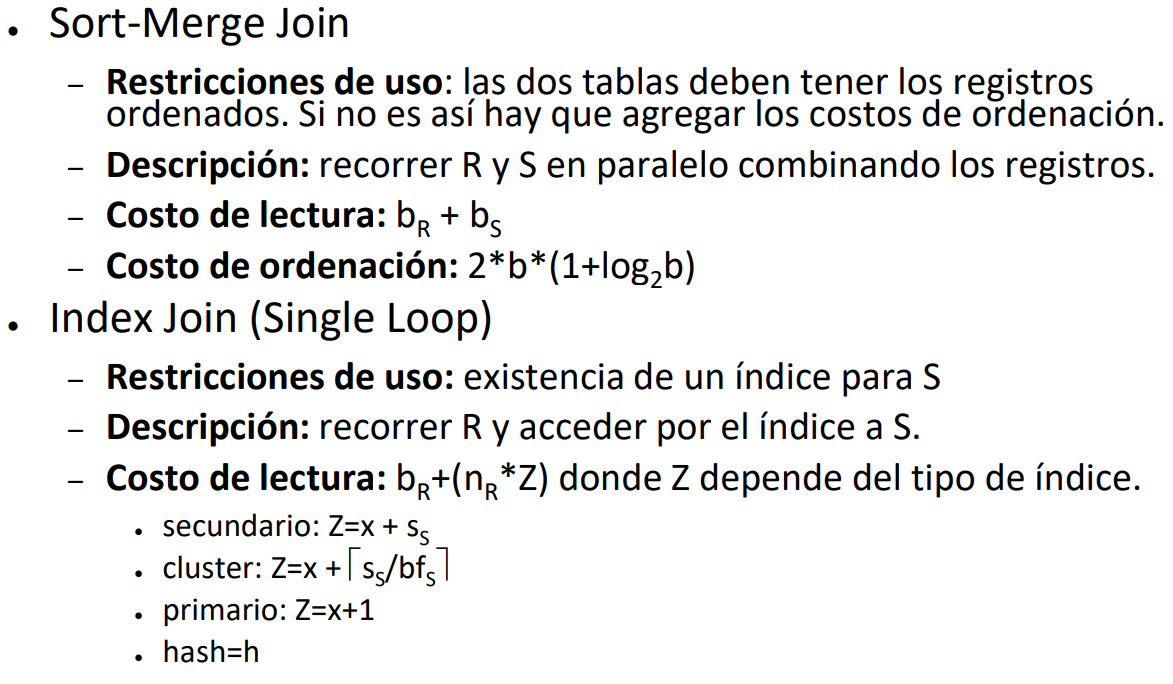 • Sort-Merge Join
– Restricciones de uso: las dos tablas deben tener los registros
ordenados. Si no es así hay que agregar los costos de ordenación.
– Descripción: recorrer R y S en paralelo combinando los registros.
– Costo de lectura: b_R + b_S
– Costo de ordenación: 2*b*(1+log_2b)
• Index Join (Single Loop)
– Restricciones de uso: existencia de un índice para S
– Descripción: recorrer R y acceder por el índice a S.
– Costo de lectura: b_R+(n_R*Z) donde Z depende del tipo de índice.
• secundario: Z=x + s_S
• cluster: Z=x +⌈s_S/bf_S⌉
• primario: Z=x+1
• hash=h